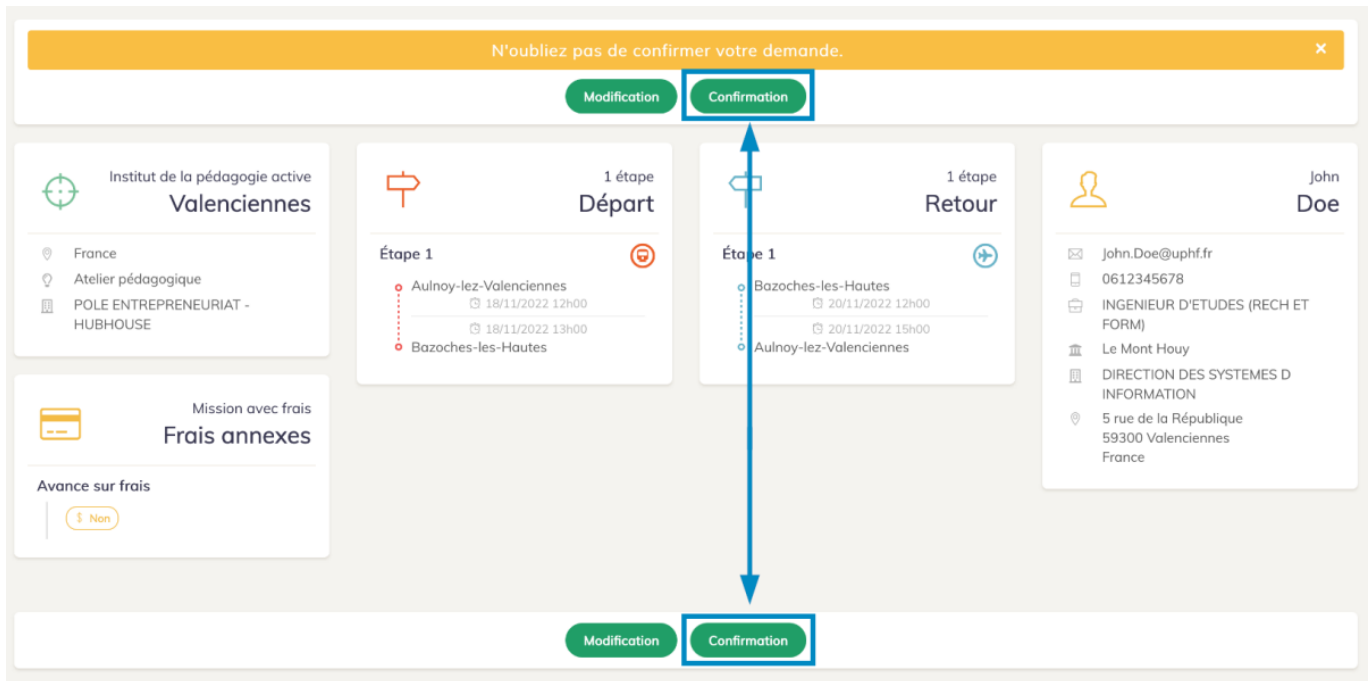 N'oubliez pas de confirmer votre demande.
×
Modification
Confirmation
Institut de la pédagogie active
Valenciennes
France
Atelier pédagogique
POLE ENTREPRENEURIAT -
HUBHOUSE
Mission avec frais
Frais annexes
Avance sur frais
$ Non
1 étape
Départ
Étape 1
Aulnoy-lez-Valenciennes
18/11/2022 12h00
18/11/2022 13h00
Bazoches-les-Hautes
1 étape
Retour
Étape 1
Bazoches-les-Hautes
20/11/2022 12h00
20/11/2022 15h00
Aulnoy-lez-Valenciennes
John
Doe
John.Doe@uphf.fr
0612345678
INGENIEUR D'ETUDES (RECH ET
FORM)
Le Mont Houy
DIRECTION DES SYSTEMES D
INFORMATION
5 rue de la République
59300 Valenciennes
France
Modification
Confirmation